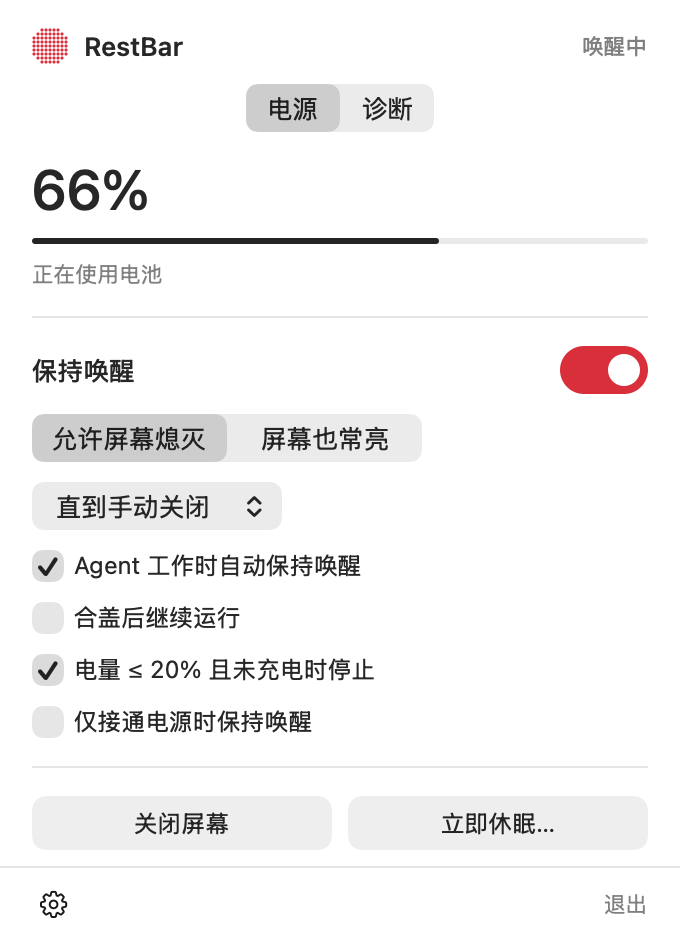 RestBar
唤醒中
电源 诊断
66%
正在使用电池
保持唤醒
允许屏幕熄灭 屏幕也常亮
直到手动关闭
Agent 工作时自动保持唤醒
合盖后继续运行
电量 ≤ 20% 且未充电时停止
仅接通电源时保持唤醒
关闭屏幕 立即休眠...
退出